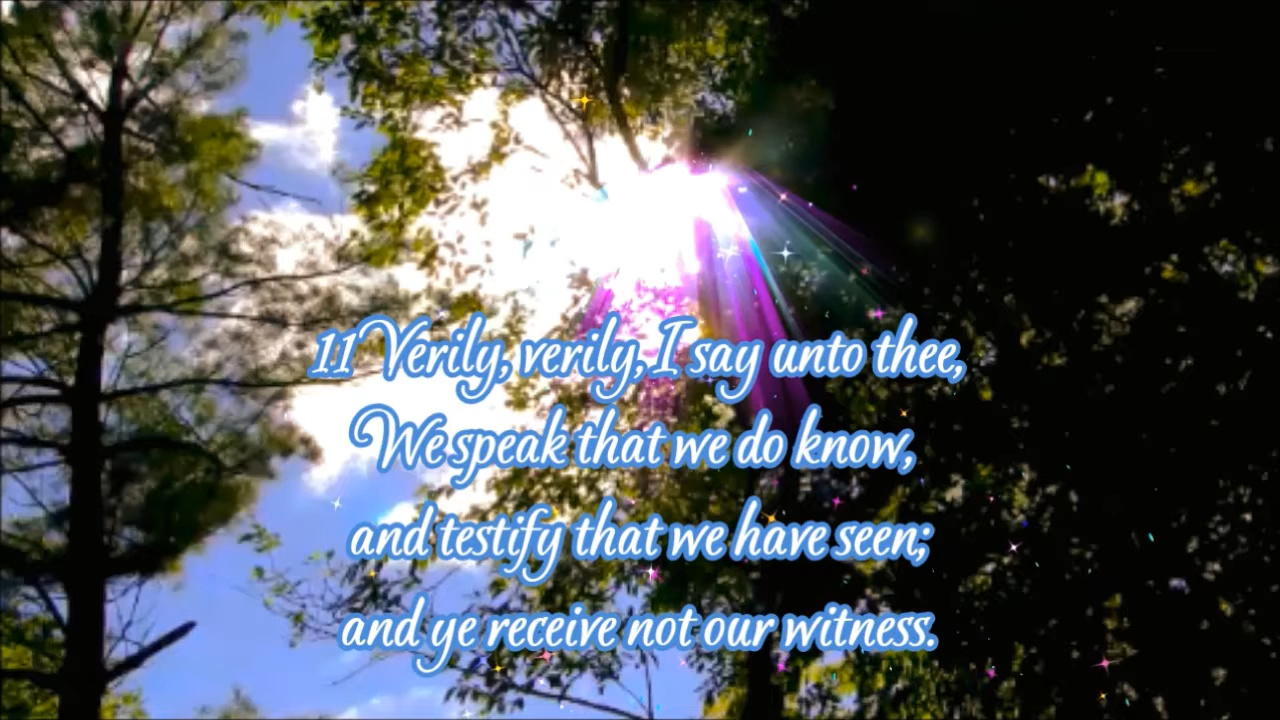 11 Verily, verily, I say unto thee,
We speak that we do know,
and testify that we have seen;
and ye receive not our witness.